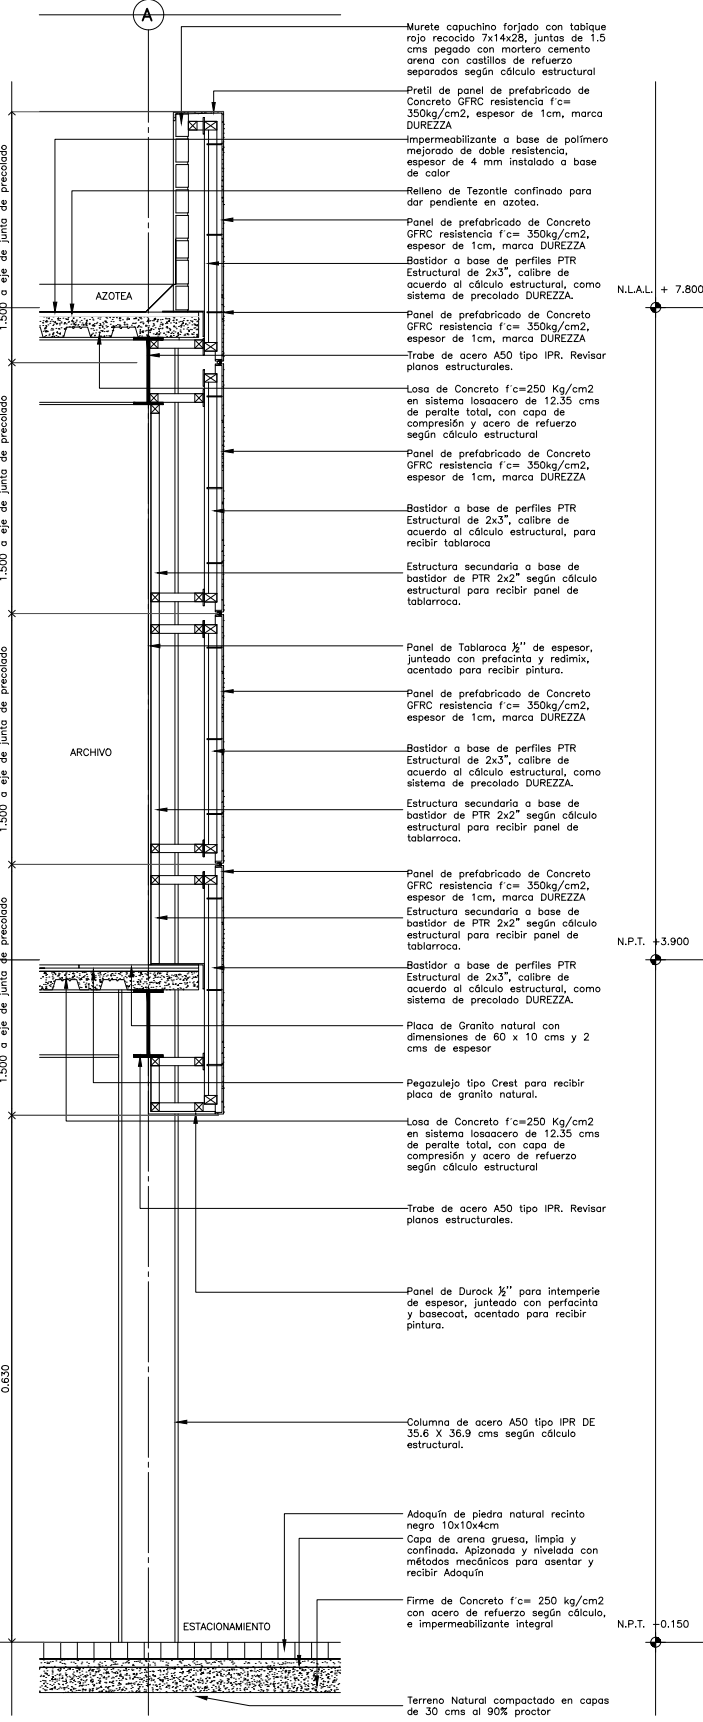 A
Murete capuchino forjado con tabique
rojo recocido 7x14x28, juntas de 1.5
cms pegado con mortero cemento
arena con castillos de refuerzo
separados según cálculo estructural
Pretil de panel de prefabricado de
Concreto GFRC resistencia f'c=
350kg/cm2, espesor de 1cm, marca
DUREZZA
Impermeabilizante a base de polímero
mejorado de doble resistencia,
espesor de 4 mm instalado a base
de calor
Relleno de Tezontle confinado para
dar pendiente en azotea.
Panel de prefabricado de Concreto
GFRC resistencia f'c= 350kg/cm2,
espesor de 1cm, marca DUREZZA
Bastidor a base de perfiles PTR
Estructural de 2x3", calibre de
acuerdo al cálculo estructural, como
sistema de precolado DUREZZA.
N.L.A.L. + 7.800
AZOTEA
Panel de prefabricado de Concreto
GFRC resistencia f'c= 350kg/cm2,
espesor de 1cm, marca DUREZZA
Trabe de acero A50 tipo IPR. Revisar
planos estructurales.
Losa de Concreto f'c=250 Kg/cm2
en sistema losaacero de 12.35 cms
de peralte total, con capa de
compresión y acero de refuerzo
según cálculo estructural
Panel de prefabricado de Concreto
GFRC resistencia f'c= 350kg/cm2,
espesor de 1cm, marca DUREZZA
Bastidor a base de perfiles PTR
Estructural de 2x3", calibre de
acuerdo al cálculo estructural, para
recibir tablaroca
Estructura secundaria a base de
bastidor de PTR 2x2" según cálculo
estructural para recibir panel de
tablarroca.
Panel de Tablaroca ½'' de espesor,
junteado con prefacinta y redimix,
acentado para recibir pintura.
Panel de prefabricado de Concreto
GFRC resistencia f'c= 350kg/cm2,
espesor de 1cm, marca DUREZZA
ARCHIVO
Bastidor a base de perfiles PTR
Estructural de 2x3", calibre de
acuerdo al cálculo estructural, como
sistema de precolado DUREZZA.
Estructura secundaria a base de
bastidor de PTR 2x2" según cálculo
estructural para recibir panel de
tablarroca.
Panel de prefabricado de Concreto
GFRC resistencia f'c= 350kg/cm2,
espesor de 1cm, marca DUREZZA
Estructura secundaria a base de
bastidor de PTR 2x2" según cálculo
estructural para recibir panel de
tablarroca.
N.P.T. +3.900
Bastidor a base de perfiles PTR
Estructural de 2x3", calibre de
acuerdo al cálculo estructural, como
sistema de precolado DUREZZA.
Placa de Granito natural con
dimensiones de 60 x 10 cms y 2
cms de espesor
Pegazulejo tipo Crest para recibir
placa de granito natural.
Losa de Concreto f'c=250 Kg/cm2
en sistema losaacero de 12.35 cms
de peralte total, con capa de
compresión y acero de refuerzo
según cálculo estructural
Trabe de acero A50 tipo IPR. Revisar
planos estructurales.
Panel de Durock ½'' para intemperie
de espesor, junteado con perfacinta
y basecoat, acentado para recibir
pintura.
Columna de acero A50 tipo IPR DE
35.6 X 36.9 cms según cálculo
estructural.
Adoquín de piedra natural recinto
negro 10x10x4cm
Capa de arena gruesa, limpia y
confinada. Apizonada y nivelada con
métodos mecánicos para asentar y
recibir Adoquín
Firme de Concreto f'c= 250 kg/cm2
con acero de refuerzo según cálculo,
e impermeabilizante integral
ESTACIONAMIENTO
N.P.T. -0.150
Terreno Natural compactado en capas
de 30 cms al 90% proctor
1.500 a eje de junta de precolado
1.500 a eje de junta de precolado
1.500 a eje de junta de precolado
1.500 a eje de junta de precolado
0.630